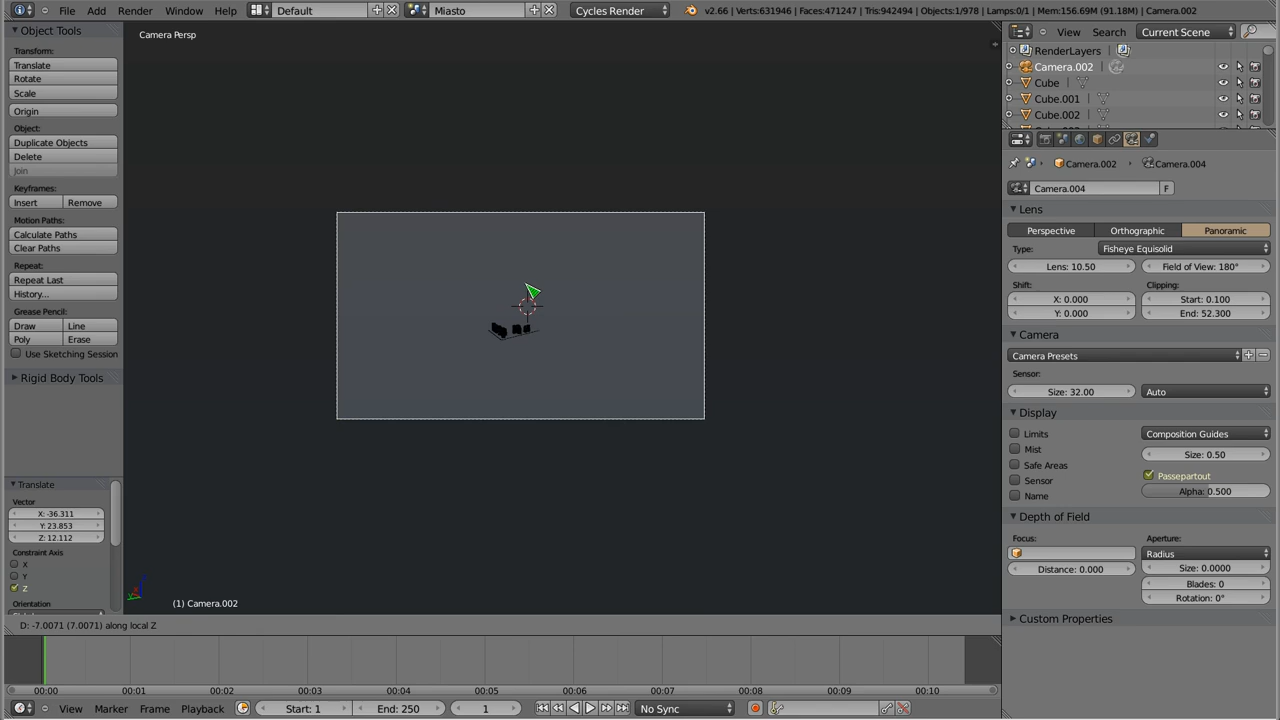 File Add Render Window Help Default Miasto Cycles Render v2.66 | Verts:631946 | Faces:471247 | Tris:942494 | Objects:1/978 | Lamps:0/1 | Mem:156.69M (91.18M) | Camera.002
Object Tools
Transform:
Translate
Rotate
Scale
Origin
Object:
Duplicate Objects
Delete
Join
Keyframes:
Insert Remove
Motion Paths:
Calculate Paths
Clear Paths
Repeat:
Repeat Last
History...
Grease Pencil:
Draw Line
Poly Erase
Use Sketching Session
Rigid Body Tools
Translate
Vector
X: -36.311
Y: 23.853
Z: 12.112
Constraint Axis
X
Y
Z
Orientation
Camera Persp
(1) Camera.002
D: -7.0071 (7.0071) along local Z
00:00 00:01 00:02 00:03 00:04 00:05 00:06 00:07 00:08 00:09 00:10
View Marker Frame Playback Start: 1 End: 250 1 No Sync
View Search Current Scene
RenderLayers
Camera.002
Cube
Cube.001
Cube.002
Camera.002 Camera.004
Camera.004 F
Lens
Perspective Orthographic Panoramic
Type: Fisheye Equisolid
Lens: 10.50 Field of View: 180°
Shift: Clipping:
X: 0.000 Start: 0.100
Y: 0.000 End: 52.300
Camera
Camera Presets
Sensor:
Size: 32.00 Auto
Display
Limits Composition Guides
Mist Size: 0.50
Safe Areas
Sensor Passepartout
Name Alpha: 0.500
Depth of Field
Focus: Aperture:
Radius
Distance: 0.000 Size: 0.0000
Blades: 0
Rotation: 0°
Custom Properties